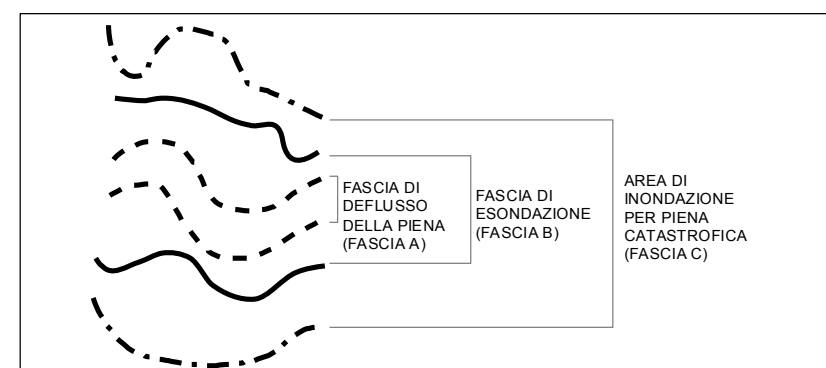 FASCIA DI
DEFLUSSO
DELLA PIENA
(FASCIA A)
FASCIA DI
ESONDAZIONE
(FASCIA B)
AREA DI
INONDAZIONE
PER PIENA
CATASTROFICA
(FASCIA C)